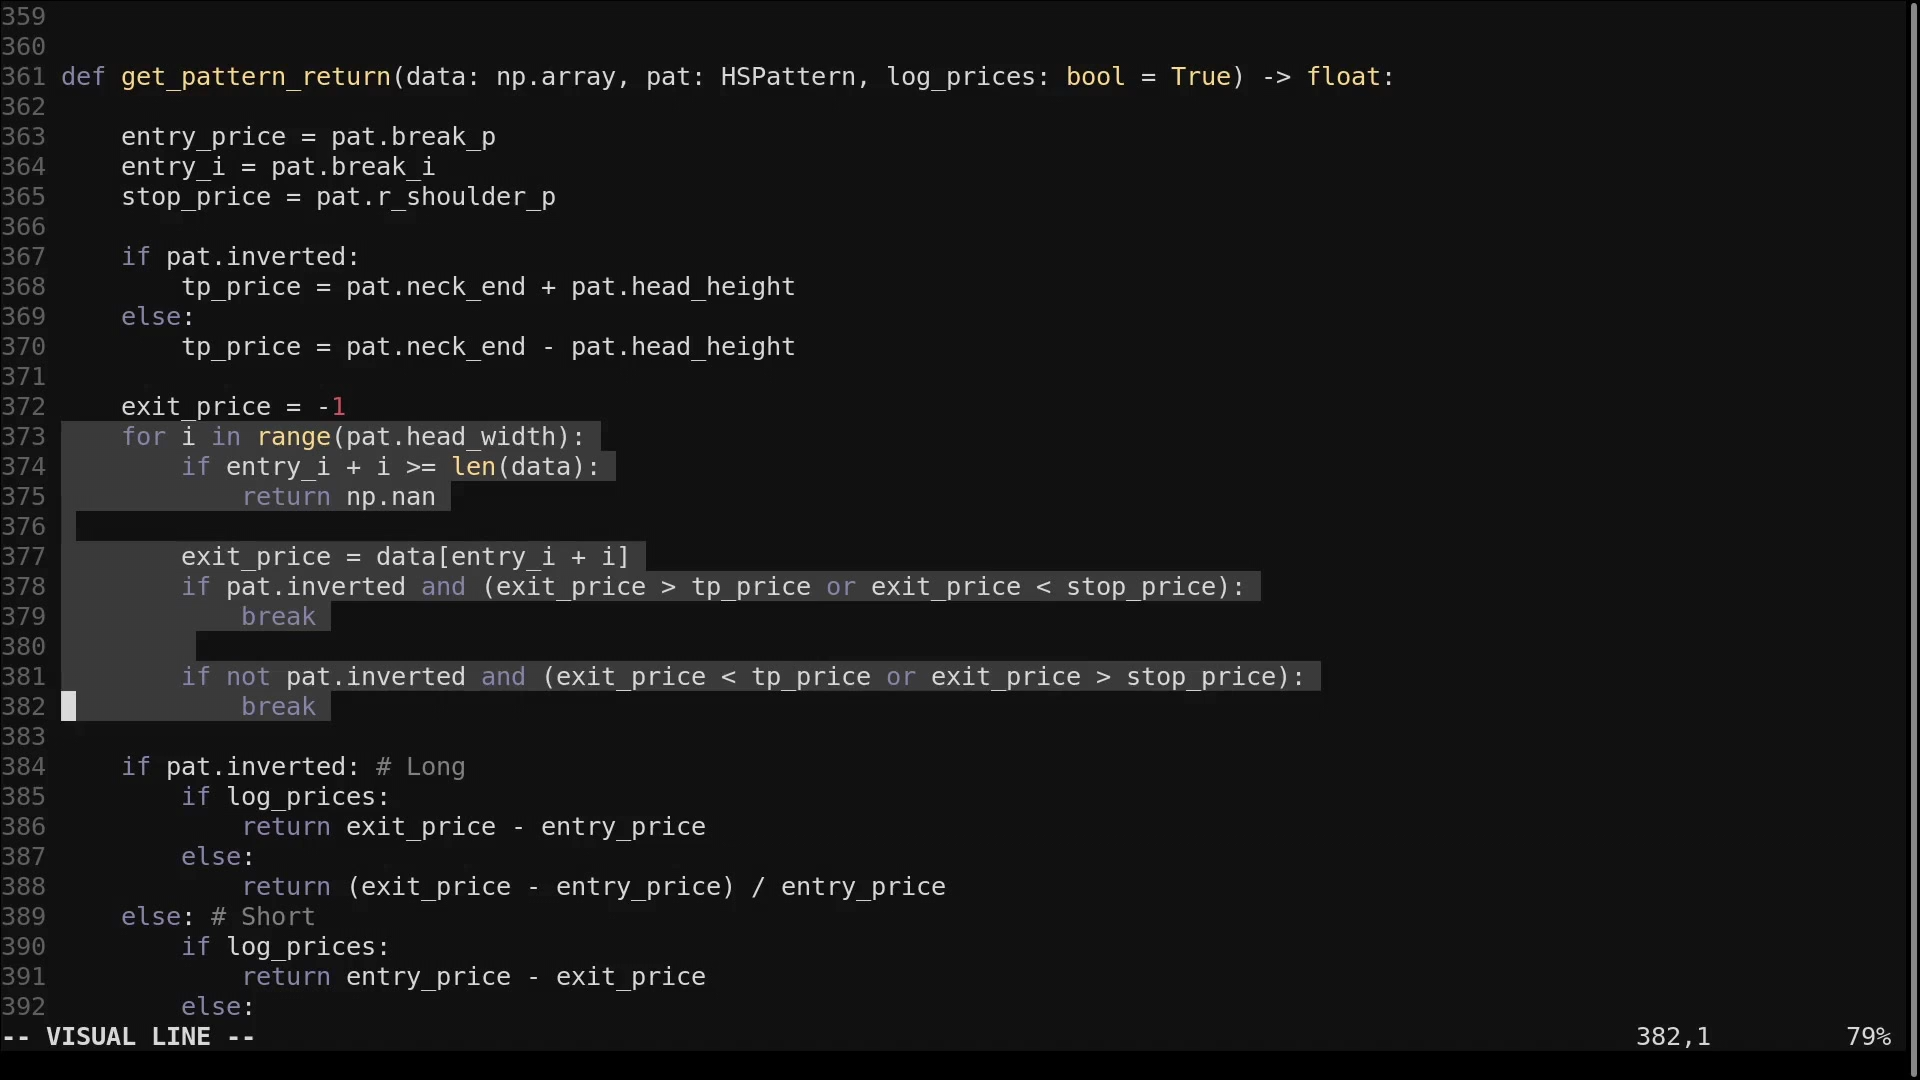 359
360
361 def get_pattern_return(data: np.array, pat: HSPattern, log_prices: bool = True) -> float:
362
363     entry_price = pat.break_p
364     entry_i = pat.break_i
365     stop_price = pat.r_shoulder_p
366
367     if pat.inverted:
368         tp_price = pat.neck_end + pat.head_height
369     else:
370         tp_price = pat.neck_end - pat.head_height
371
372     exit_price = -1
373     for i in range(pat.head_width):
374         if entry_i + i >= len(data):
375             return np.nan
376
377         exit_price = data[entry_i + i]
378         if pat.inverted and (exit_price > tp_price or exit_price < stop_price):
379             break
380
381         if not pat.inverted and (exit_price < tp_price or exit_price > stop_price):
382             break
383
384     if pat.inverted: # Long
385         if log_prices:
386             return exit_price - entry_price
387         else:
388             return (exit_price - entry_price) / entry_price
389     else: # Short
390         if log_prices:
391             return entry_price - exit_price
392         else:
-- VISUAL LINE -- 382,1 79%